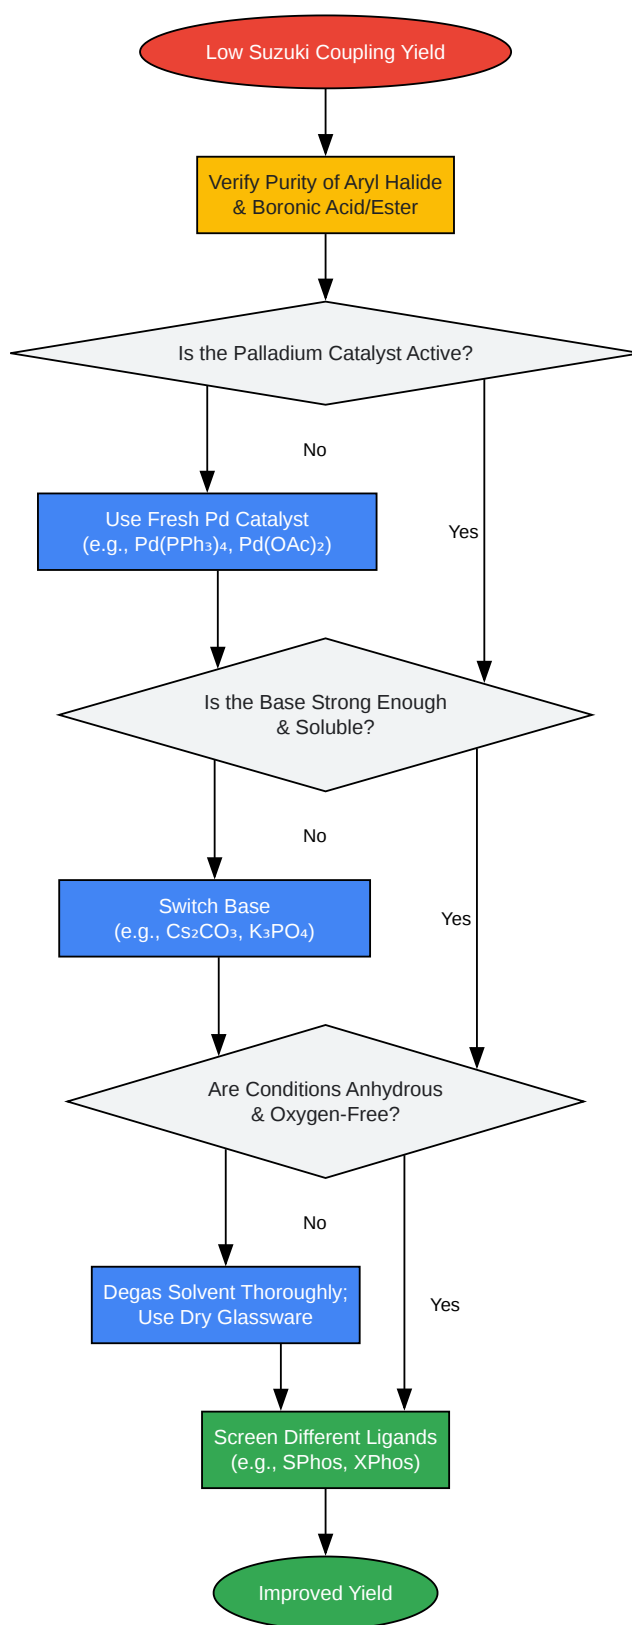 Low Suzuki Coupling Yield
Verify Purity of Aryl Halide
& Boronic Acid/Ester
Is the Palladium Catalyst Active?
No
Use Fresh Pd Catalyst
(e.g., Pd(PPh₃)₄, Pd(OAc)₂)
Yes
Is the Base Strong Enough
& Soluble?
No
Switch Base
(e.g., Cs₂CO₃, K₃PO₄)
Yes
Are Conditions Anhydrous
& Oxygen-Free?
No
Degas Solvent Thoroughly;
Use Dry Glassware
Yes
Screen Different Ligands
(e.g., SPhos, XPhos)
Improved Yield